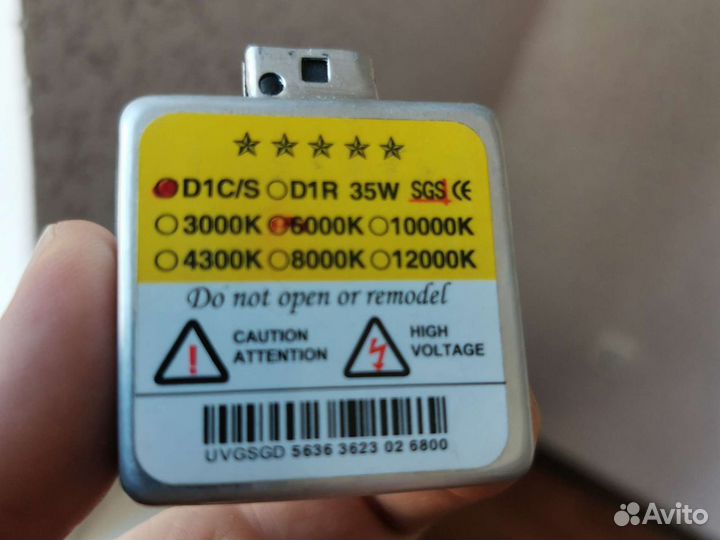 D1C/S D1R 35W SGS CE
3000K 6000K 10000K
4300K 8000K 12000K
Do not open or remodel
CAUTION
ATTENTION
HIGH
VOLTAGE
UVGSGD 5636 3623 02 6800
Avito